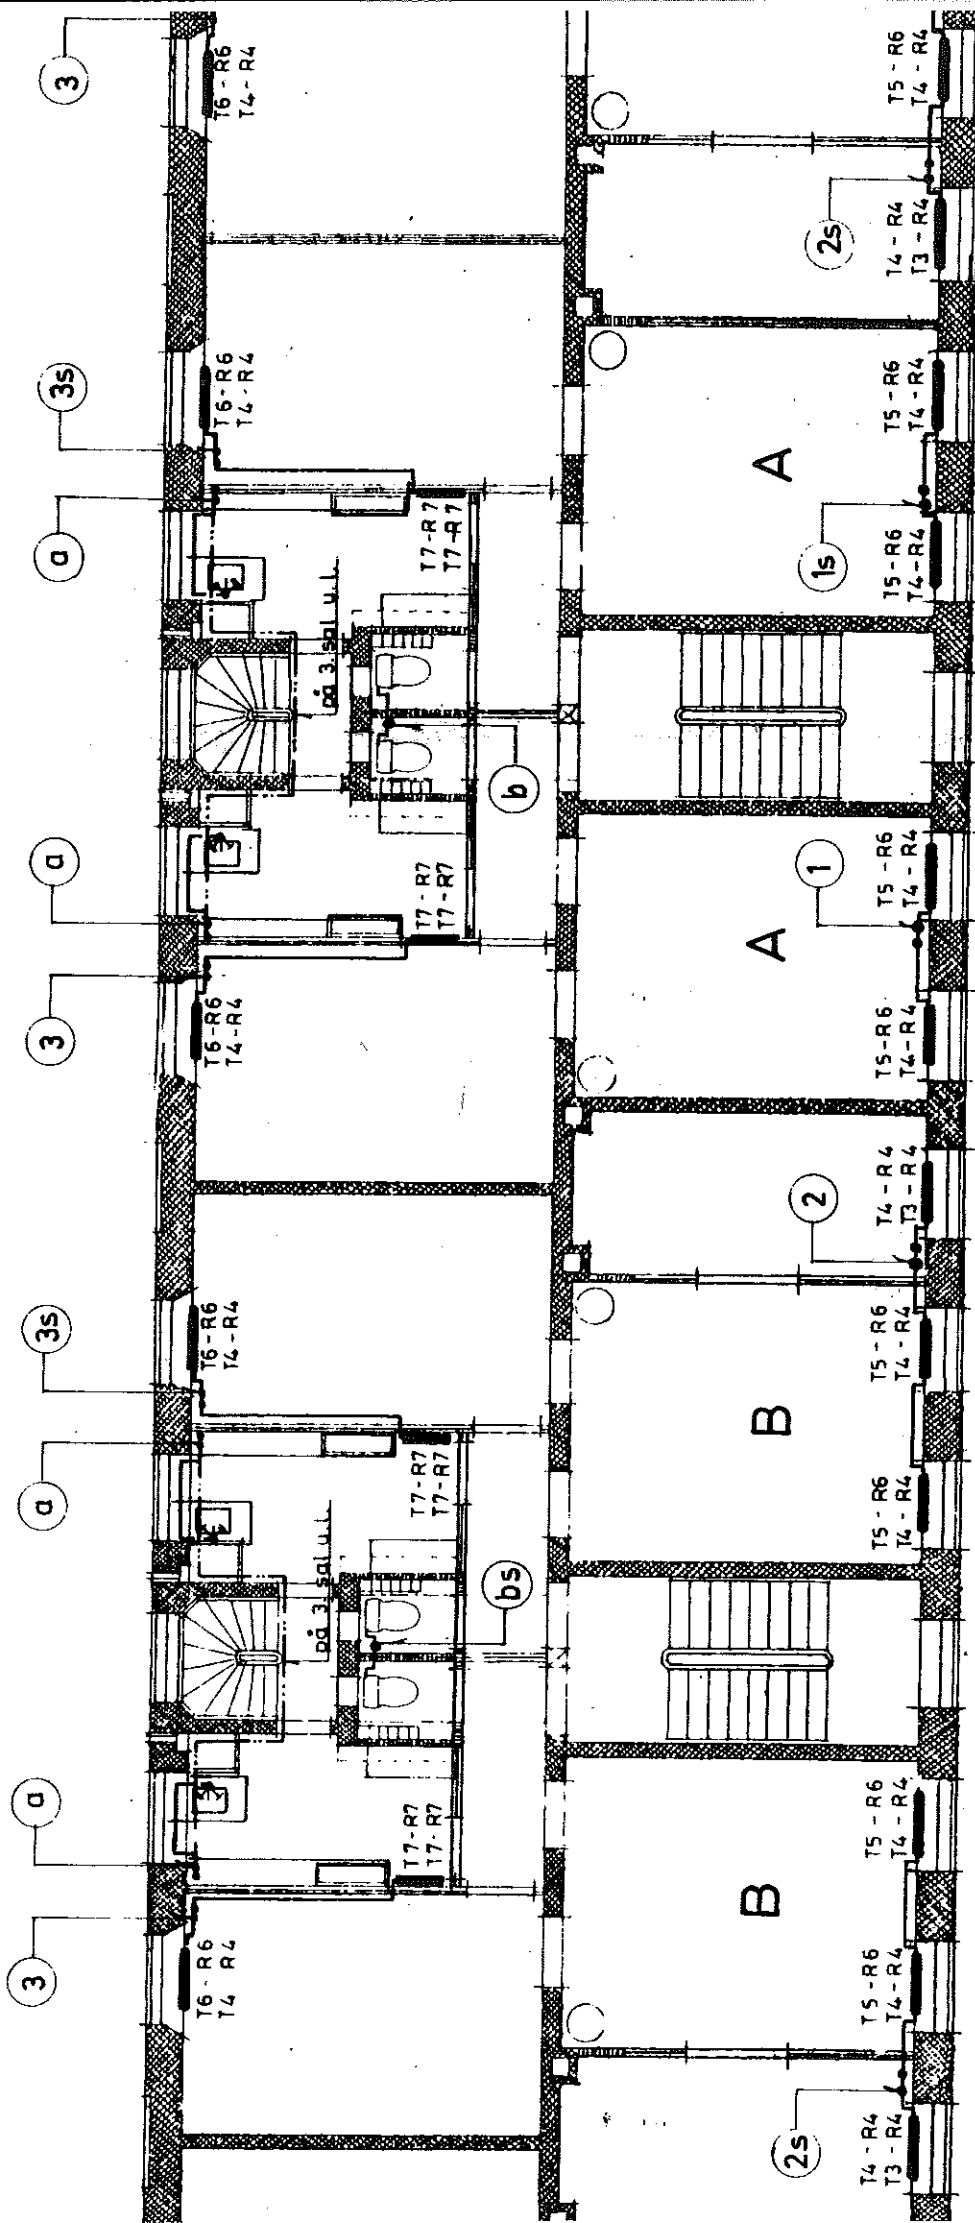 3
a
a
3s
3
a
a
3s
3
T6-R6
T4 R4
T6-R6
T4-R4
T6-R6
T4-R4
T6-R6
T4-R4
T6-R6
T4-R4
på 3. sal u.l.
på 3. sal u.l.
T7-R7
T7-R7
T7-R7
T7-R7
T7-R7
T7-R7
T7-R7
T7-R7
bs
b
B
B
A
A
2s
2
1
1s
2s
T4-R4
T3-R4
T5-R6
T4-R4
T5-R6
T4-R4
T5-R6
T4-R4
T5-R6
T4-R4
T4-R4
T3-R4
T5-R6
T4-R4
T5-R6
T4-R4
T5-R6
T4-R4
T5-R6
T4-R4
T4-R4
T3-R4
T5-R6
T4-R4